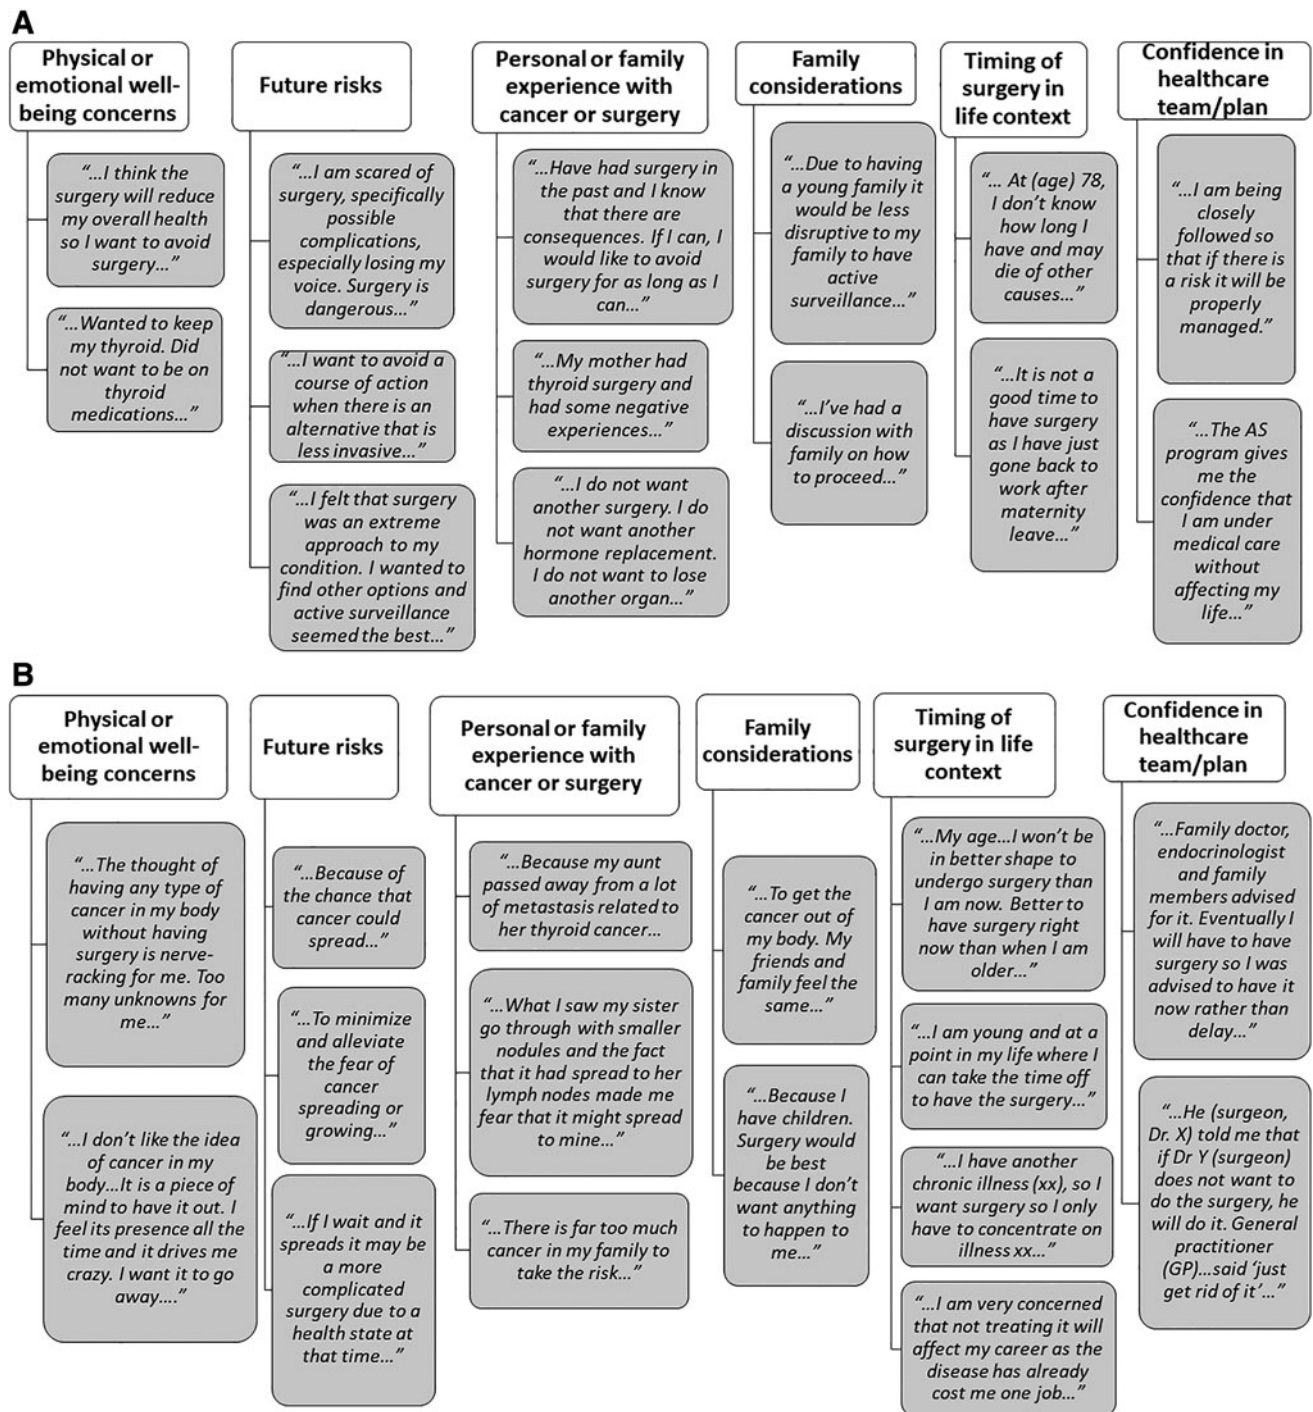 A
Physical or
emotional well-
being concerns
“...I think the
surgery will reduce
my overall health
so I want to avoid
surgery...”
“...Wanted to keep
my thyroid. Did
not want to be on
thyroid
medications...”
Future risks
“...I am scared of
surgery, specifically
possible
complications,
especially losing my
voice. Surgery is
dangerous...”
“...I want to avoid a
course of action
when there is an
alternative that is
less invasive...”
“...I felt that surgery
was an extreme
approach to my
condition. I wanted to
find other options and
active surveillance
seemed the best...”
Personal or family
experience with
cancer or surgery
“...Have had surgery in
the past and I know
that there are
consequences. If I can, I
would like to avoid
surgery for as long as I
can...”
“...My mother had
thyroid surgery and
had some negative
experiences...”
“...I do not want
another surgery. I do
not want another
hormone replacement.
I do not want to lose
another organ...”
Family
considerations
“...Due to having
a young family it
would be less
disruptive to my
family to have
active
surveillance...”
“...I’ve had a
discussion with
family on how
to proceed...”
Timing of
surgery in
life context
“... At (age) 78,
I don’t know
how long I
have and may
die of other
causes...”
“...It is not a
good time to
have surgery
as I have just
gone back to
work after
maternity
leave...”
Confidence in
healthcare
team/plan
“...I am being
closely
followed so
that if there is
a risk it will be
properly
managed.”
“...The AS
program gives
me the
confidence that
I am under
medical care
without
affecting my
life...”
B
Physical or
emotional well-
being concerns
“...The thought of
having any type of
cancer in my body
without having
surgery is nerve-
racking for me. Too
many unknowns for
me...”
“...I don’t like the idea
of cancer in my
body...It is a piece of
mind to have it out. I
feel its presence all the
time and it drives me
crazy. I want it to go
away....”
Future risks
“...Because of
the chance that
cancer could
spread...”
“...To minimize
and alleviate
the fear of
cancer
spreading or
growing...”
“...If I wait and it
spreads it may be
a more
complicated
surgery due to a
health state at
that time...”
Personal or family
experience with
cancer or surgery
“...Because my aunt
passed away from a lot
of metastasis related to
her thyroid cancer...
“...What I saw my sister
go through with smaller
nodules and the fact
that it had spread to her
lymph nodes made me
fear that it might spread
to mine...”
“...There is far too much
cancer in my family to
take the risk...”
Family
considerations
“...To get the
cancer out of
my body. My
friends and
family feel the
same...”
“...Because I
have children.
Surgery would
be best
because I don’t
want anything
to happen to
me...”
Timing of
surgery in life
context
“...My age...I won’t be
in better shape to
undergo surgery than
I am now. Better to
have surgery right
now than when I am
older...”
“...I am young and at a
point in my life where I
can take the time off
to have the surgery...”
“...I have another
chronic illness (xx), so I
want surgery so I only
have to concentrate on
illness xx...”
“...I am very concerned
that not treating it will
affect my career as the
disease has already
cost me one job...”
Confidence in
healthcare
team/plan
“...Family doctor,
endocrinologist
and family
members advised
for it. Eventually I
will have to have
surgery so I was
advised to have it
now rather than
delay...”
“...He (surgeon,
Dr. X) told me that
if Dr Y (surgeon)
does not want to
do the surgery, he
will do it. General
practitioner
(GP)...said ‘just
get rid of it’...”